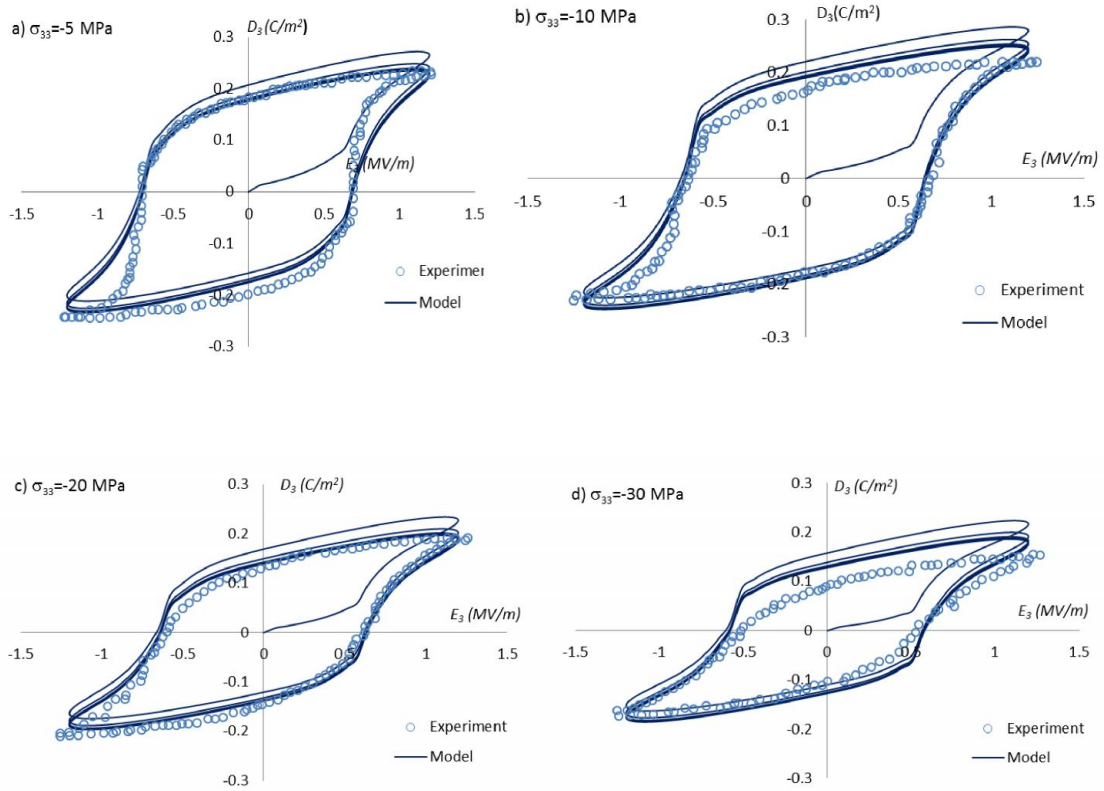 a) σ33=-5 MPa
D3 (C/m²)
0.3
0.2
0.1
E3 (MV/m)
0
-1.5 -1 -0.5 0 0.5 1 1.5
-0.1
Experimer
-0.2
Model
-0.3
b) σ33=-10 MPa
D3(C/m²)
0.3
0.2
0.1
E3 (MV/m)
0
-1.5 -1 -0.5 0 0.5 1 1.5
-0.1
-0.2
Experiment
Model
-0.3
c) σ33=-20 MPa
D3 (C/m²)
0.3
0.2
0.1
E3 (MV/m)
0
-1.5 -1 -0.5 0 0.5 1 1.5
-0.1
-0.2
Experiment
Model
-0.3
d) σ33=-30 MPa
D3 (C/m²)
0.3
0.2
0.1
E3 (MV/m)
0
-1.5 -1 -0.5 0 0.5 1 1.5
-0.1
-0.2
Experiment
Model
-0.3